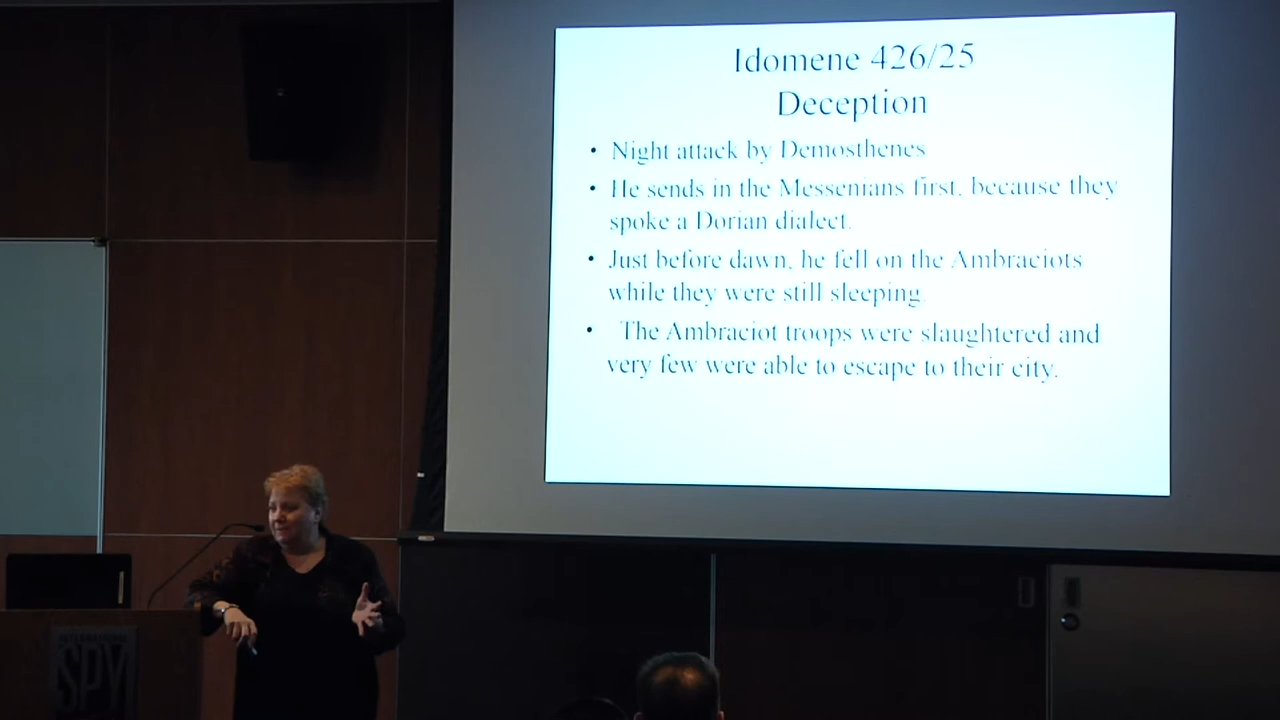 Idomene 426/25
Deception
• Night attack by Demosthenes
• He sends in the Messenians first, because they
spoke a Dorian dialect.
• Just before dawn, he fell on the Ambraciots
while they were still sleeping.
• The Ambraciot troops were slaughtered and
very few were able to escape to their city.
INTERNATIONAL
SPY